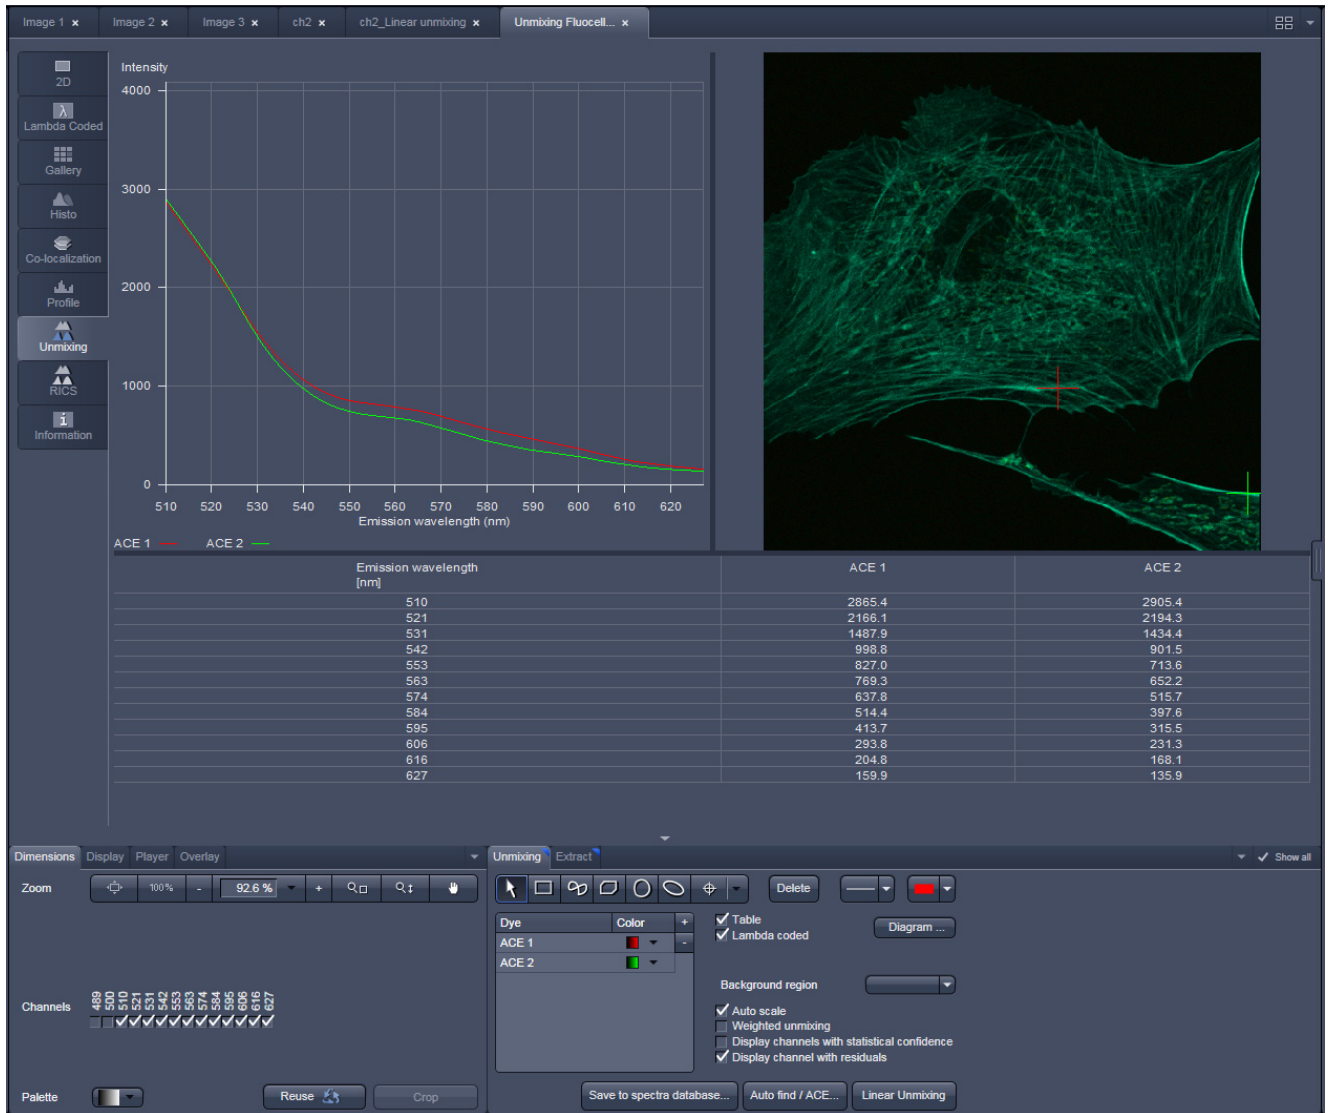 Image 1 × Image 2 × Image 3 × ch2 × ch2_Linear unmixing × Unmixing Fluocell... ×
2D
λ
Lambda Coded
Gallery
Histo
Co-localization
Profile
Unmixing
RICS
i
Information
Intensity
4000
3000
2000
1000
0
510 520 530 540 550 560 570 580 590 600 610 620
Emission wavelength (nm)
ACE 1 ACE 2
Emission wavelength [nm] ACE 1 ACE 2
510 2865.4 2905.4
521 2166.1 2194.3
531 1487.9 1434.4
542 998.8 901.5
553 827.0 713.6
563 769.3 652.2
574 637.8 515.7
584 514.4 397.6
595 413.7 315.5
606 293.8 231.3
616 204.8 168.1
627 159.9 135.9
Dimensions Display Player Overlay
Zoom 100% - 92.6 % +
Channels 489 500 510 521 531 542 553 563 574 584 595 606 616 627
Palette Reuse Crop
Unmixing Extract Show all
Delete
Dye Color +
ACE 1 -
ACE 2
Table
Lambda coded
Diagram ...
Background region
Auto scale
Weighted unmixing
Display channels with statistical confidence
Display channel with residuals
Save to spectra database... Auto find / ACE... Linear Unmixing